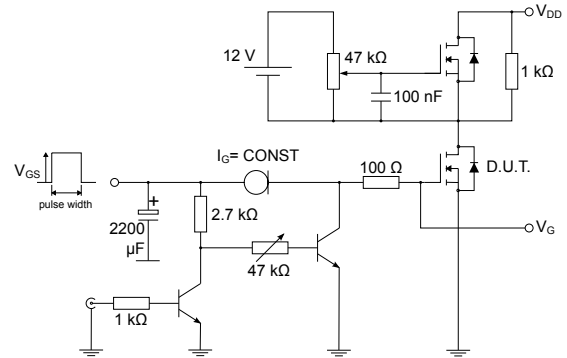 V_DD
12 V
47 kΩ
1 kΩ
100 nF
I_G= CONST
100 Ω
D.U.T.
V_GS
pulse width
+
2200
μF
2.7 kΩ
47 kΩ
V_G
1 kΩ